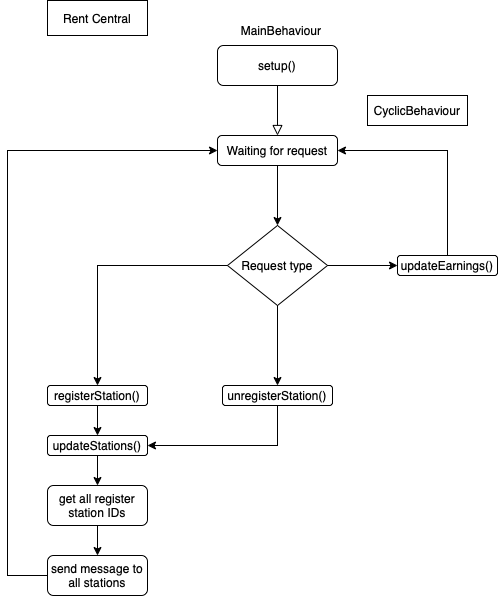 Rent Central
MainBehaviour
setup()
CyclicBehaviour
Waiting for request
Request type
updateEarnings()
registerStation()
unregisterStation()
updateStations()
get all register
station IDs
send message to
all stations